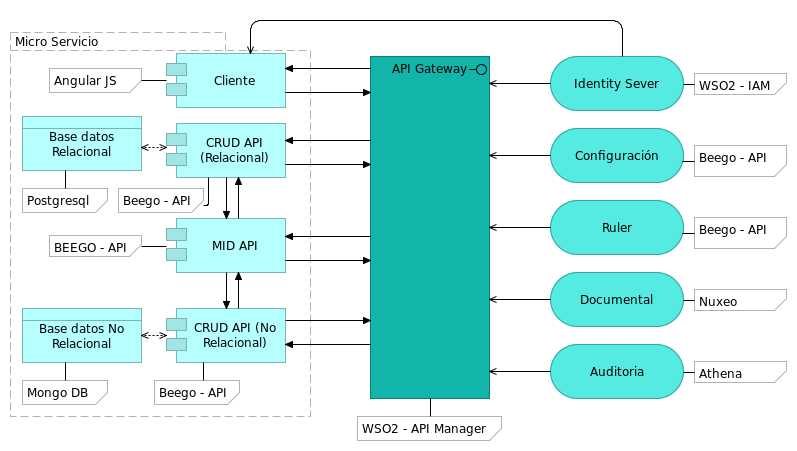 Micro Servicio
Angular JS
Cliente
API Gateway
Identity Sever
WSO2 - IAM
Base datos
Relacional
CRUD API
(Relacional)
Configuración
Beego - API
Postgresql
Beego - API
Ruler
Beego - API
BEEGO - API
MID API
Documental
Nuxeo
Base datos No
Relacional
CRUD API (No
Relacional)
Auditoria
Athena
Mongo DB
Beego - API
WSO2 - API Manager